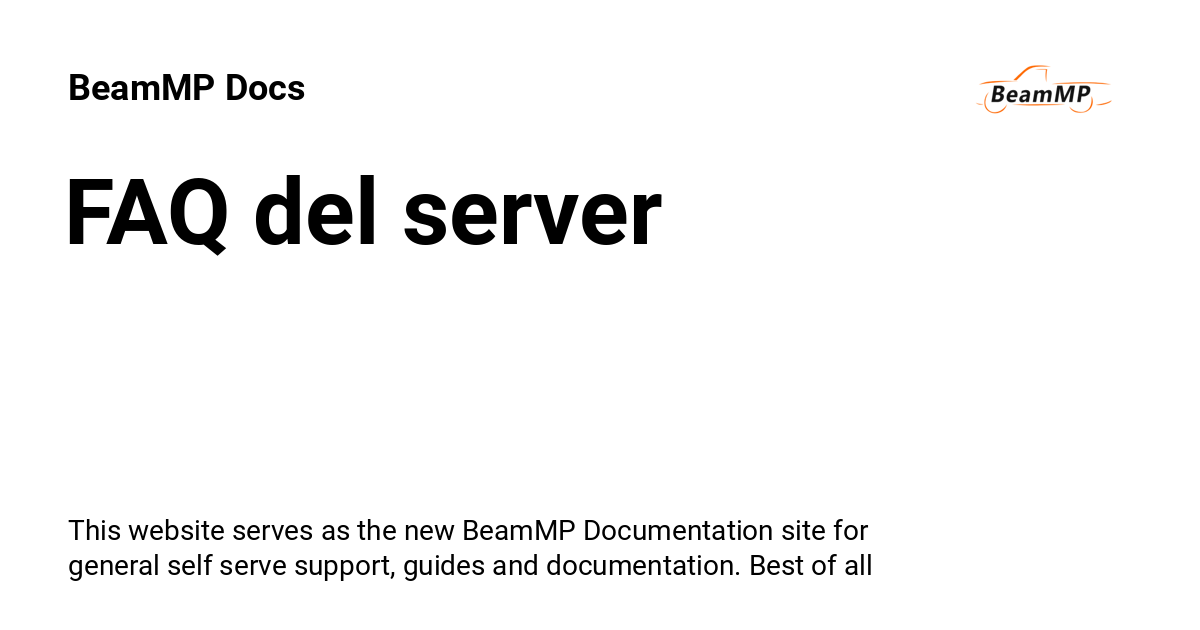 BeamMP Docs
BeamMP
FAQ del server
This website serves as the new BeamMP Documentation site for
general self serve support, guides and documentation. Best of all